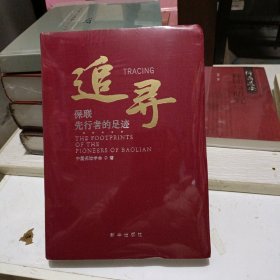 追寻
TRACING
保联
先行者的足迹
THE FOOTPRINTS
OF THE
PIONEERS OF BAOLIAN
新华出版社